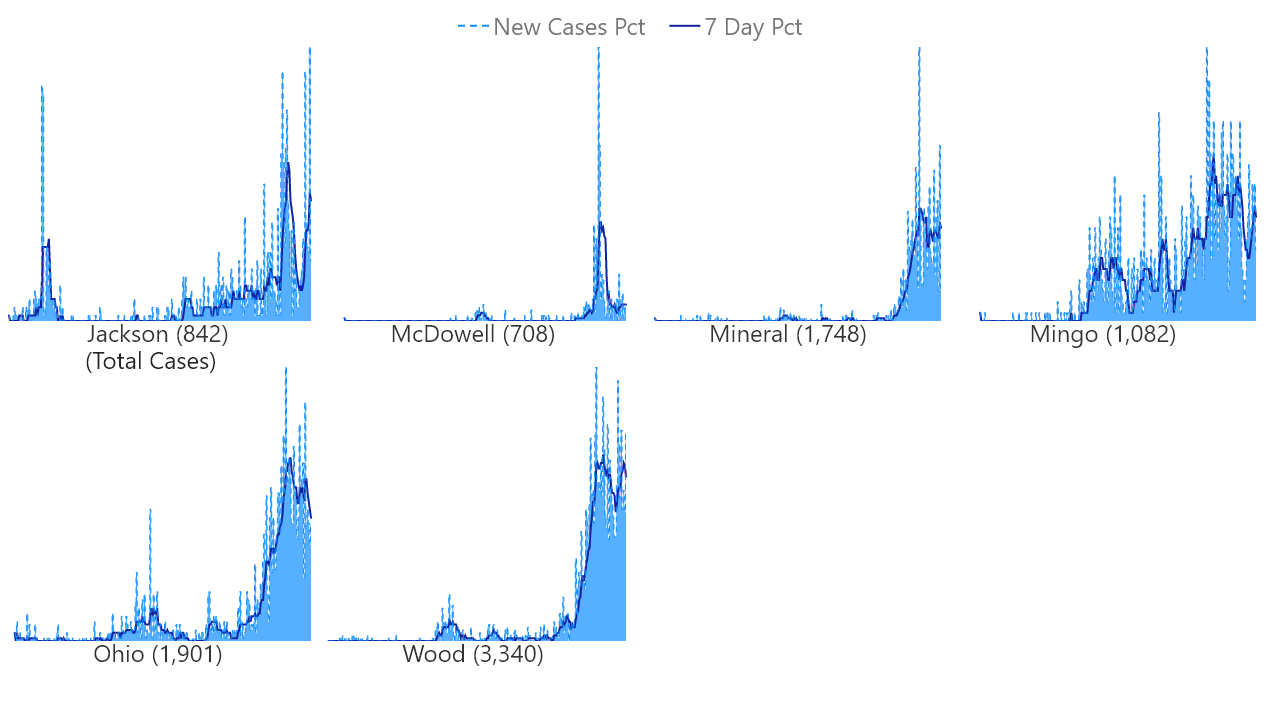 New Cases Pct 7 Day Pct
Jackson (842)
(Total Cases)
McDowell (708)
Mineral (1,748)
Mingo (1,082)
Ohio (1,901)
Wood (3,340)